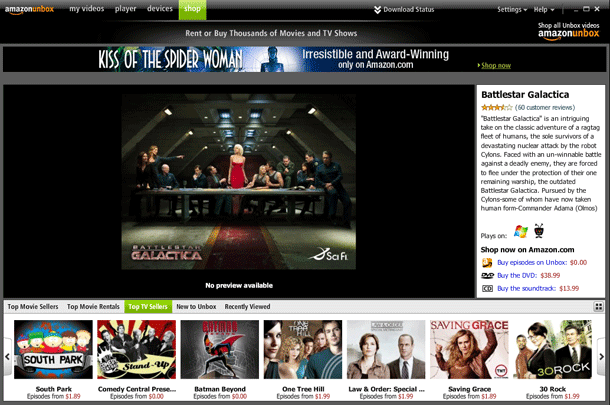 amazonunbox my videos player devices shop Download Status Settings Help
Shop all Unbox videos
Rent or Buy Thousands of Movies and TV Shows amazonunbox
KISS OF THE SPIDER WOMAN Irresistible and Award-Winning
only on Amazon.com Shop now
Battlestar Galactica
(60 customer reviews)
"Battlestar Galactica" is an intriguing
take on the classic adventure of a ragtag
fleet of humans, the sole survivors of a
devastating nuclear attack by the robot
Cylons. Faced with an un-winnable battle
against a deadly enemy, they are forced
to flee under the protection of their one
remaining warship, the outdated
Battlestar Galactica. Pursued by the
Cylons-some of whom have now taken
human form-Commander Adama (Olmos)
BATTLESTAR
GALACTICA
SCI FI
No preview available
Plays on:
Shop now on Amazon.com
Buy episodes on Unbox: $0.00
Buy the DVD: $38.99
Buy the soundtrack: $13.99
Top Movie Sellers Top Movie Rentals Top TV Sellers New to Unbox Recently Viewed
SOUTH PARK
Stand-Up
BATMAN
BEYOND
ONE TREE
HILL
LAW & ORDER
SAVING GRACE
TNT
30 ROCK
South Park Comedy Central Prese... Batman Beyond One Tree Hill Law & Order: Special ... Saving Grace 30 Rock
Episodes from $1.89 Episodes from $0.00 Episodes from $0.00 Episodes from $1.99 Episodes from $1.99 Episodes from $1.89 Episodes from $1.99